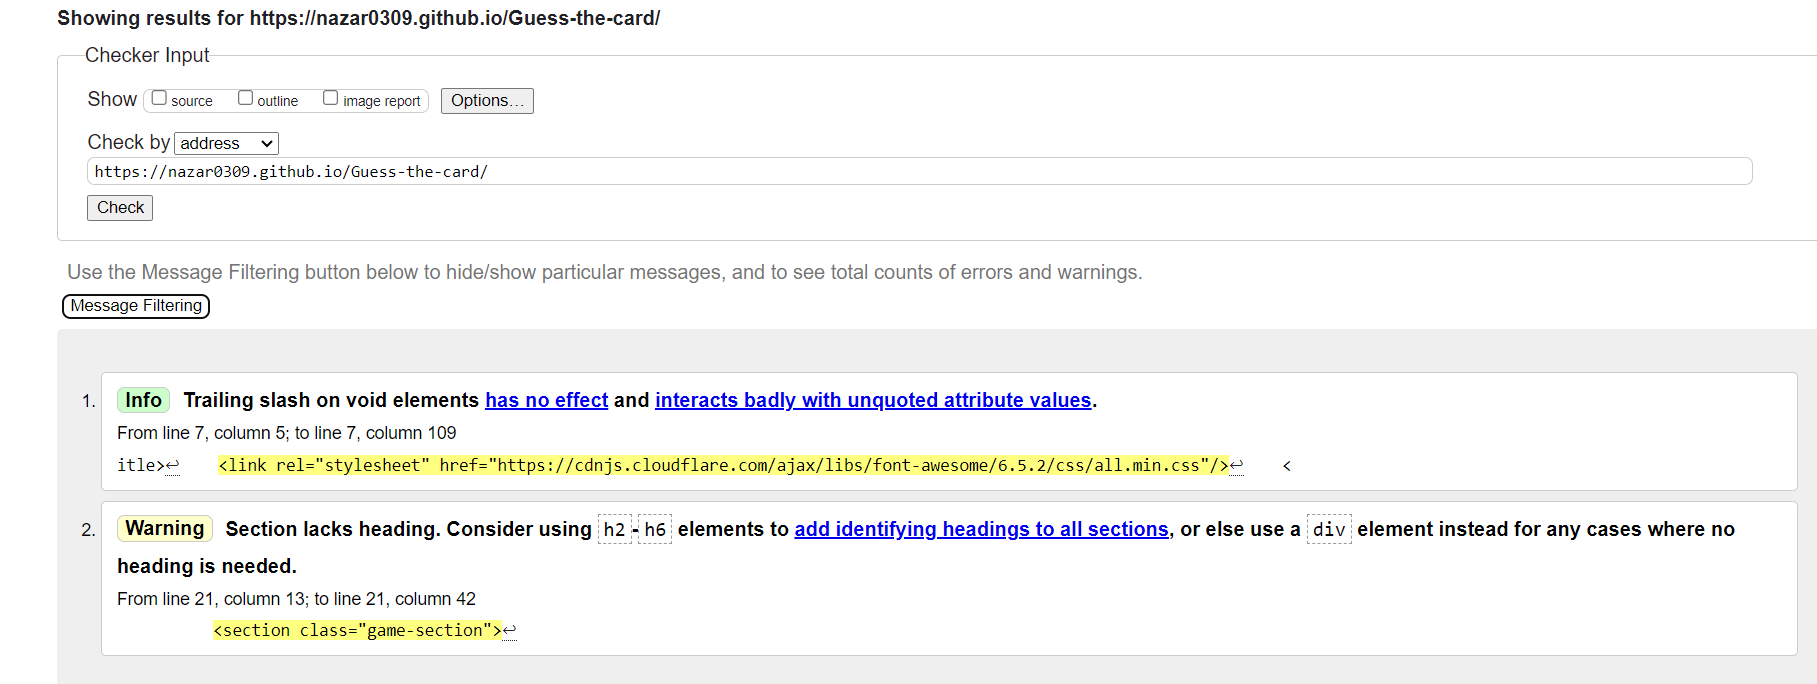 Showing results for https://nazar0309.github.io/Guess-the-card/
Checker Input
Show source outline image report Options...
Check by address
https://nazar0309.github.io/Guess-the-card/
Check
Use the Message Filtering button below to hide/show particular messages, and to see total counts of errors and warnings.
Message Filtering
1. Info Trailing slash on void elements has no effect and interacts badly with unquoted attribute values.
From line 7, column 5; to line 7, column 109
itle>↩ <link rel="stylesheet" href="https://cdnjs.cloudflare.com/ajax/libs/font-awesome/6.5.2/css/all.min.css"/>↩ <
2. Warning Section lacks heading. Consider using h2-h6 elements to add identifying headings to all sections, or else use a div element instead for any cases where no
heading is needed.
From line 21, column 13; to line 21, column 42
<section class="game-section">↩